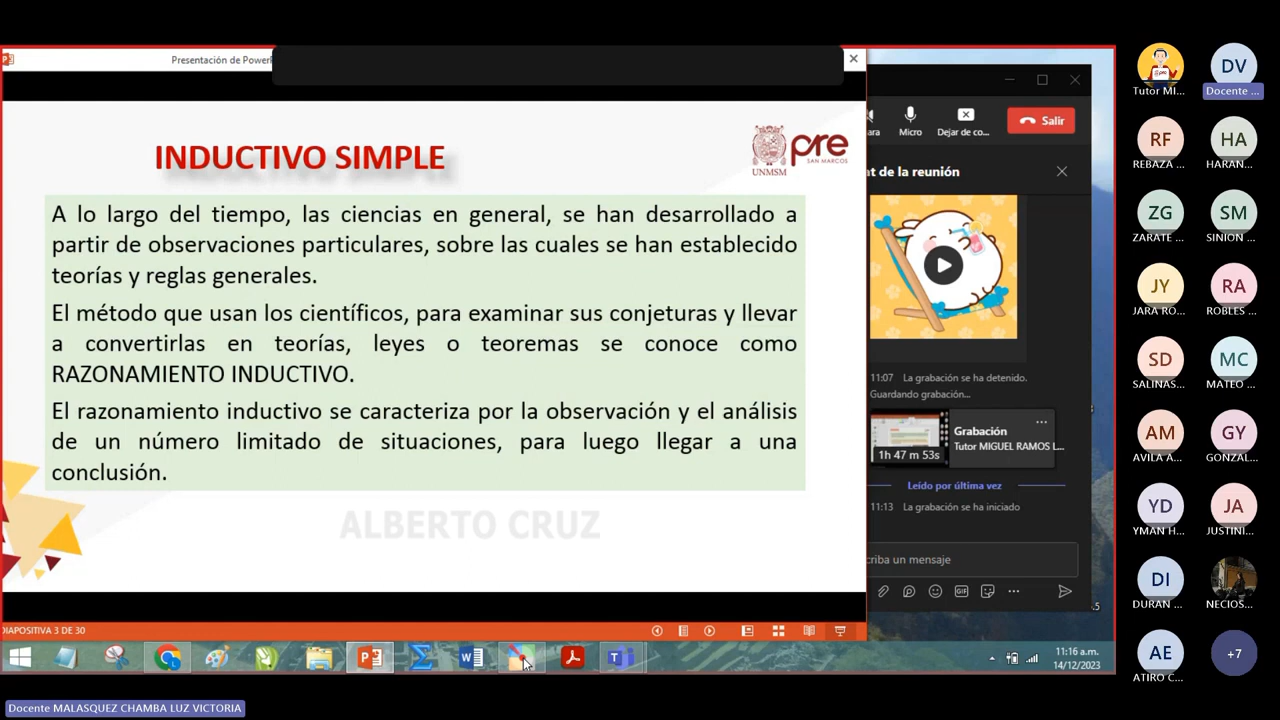 Presentación de PowerP
INDUCTIVO SIMPLE
UNMSM
pre
SAN MARCOS
A lo largo del tiempo, las ciencias en general, se han desarrollado a
partir de observaciones particulares, sobre las cuales se han establecido
teorías y reglas generales.
El método que usan los científicos, para examinar sus conjeturas y llevar
a convertirlas en teorías, leyes o teoremas se conoce como
RAZONAMIENTO INDUCTIVO.
El razonamiento inductivo se caracteriza por la observación y el análisis
de un número limitado de situaciones, para luego llegar a una
conclusión.
ALBERTO CRUZ
DIAPOSITIVA 3 DE 30
ara
Micro
Dejar de co...
Salir
at de la reunión
11:07 La grabación se ha detenido.
Guardando grabación...
Grabación
Tutor MIGUEL RAMOS L...
1h 47 m 53s
Leído por última vez
11:13 La grabación se ha iniciado
criba un mensaje
GIF
11:16 a.m.
14/12/2023
Tutor MI...
DV
Docente ...
RF
REBAZA ...
HA
HARAN...
ZG
ZARATE ...
SM
SINION ...
JY
JARA RO...
RA
ROBLES ...
SD
SALINAS...
MC
MATEO ...
AM
AVILA A...
GY
GONZAL...
YD
YMAN H...
JA
JUSTINI...
DI
DURAN ...
NECIOS...
AE
ATIRO C...
+7
Docente MALASQUEZ CHAMBA LUZ VICTORIA